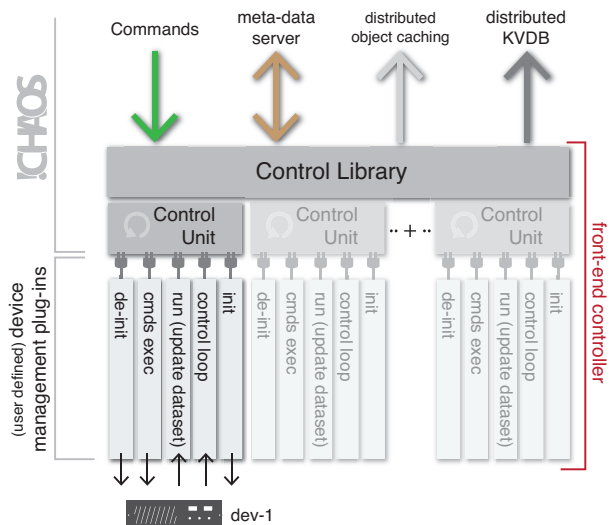 Commands
meta-data
server
distributed
object caching
distributed
KVDB
!CHAOS
Control Library
Control
Unit
Control
Unit
·· + ··
Control
Unit
front-end controller
(user defined) device
management plug-ins
de-init
cmds exec
run (update dataset)
control loop
init
de-init
cmds exec
run (update dataset)
control loop
init
de-init
cmds exec
run (update dataset)
control loop
init
dev-1